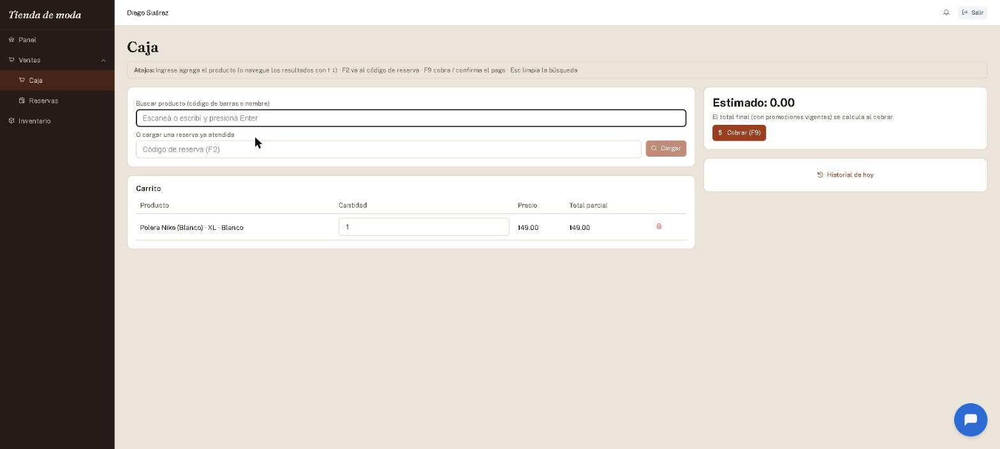 Tienda de moda
Diego Suárez
Salir
Panel
Ventas
Caja
Reservas
Inventario
Caja
Atajos: Ingrese agrega el producto (o navegue los resultados con ↑ ↓) · F2 va al código de reserva · F9 cobra / confirma el pago · Esc limpia la búsqueda
Buscar producto (código de barras o nombre)
Escaneá o escribí y presioná Enter
O cargar una reserva ya atendida
Código de reserva (F2)
Cargar
Estimado: 0.00
El total final (con promociones vigentes) se calcula al cobrar.
$ Cobrar (F9)
Historial de hoy
Carrito
Producto Cantidad Precio Total parcial
Polera Nike (Blanco) · XL · Blanco 1 149.00 149.00